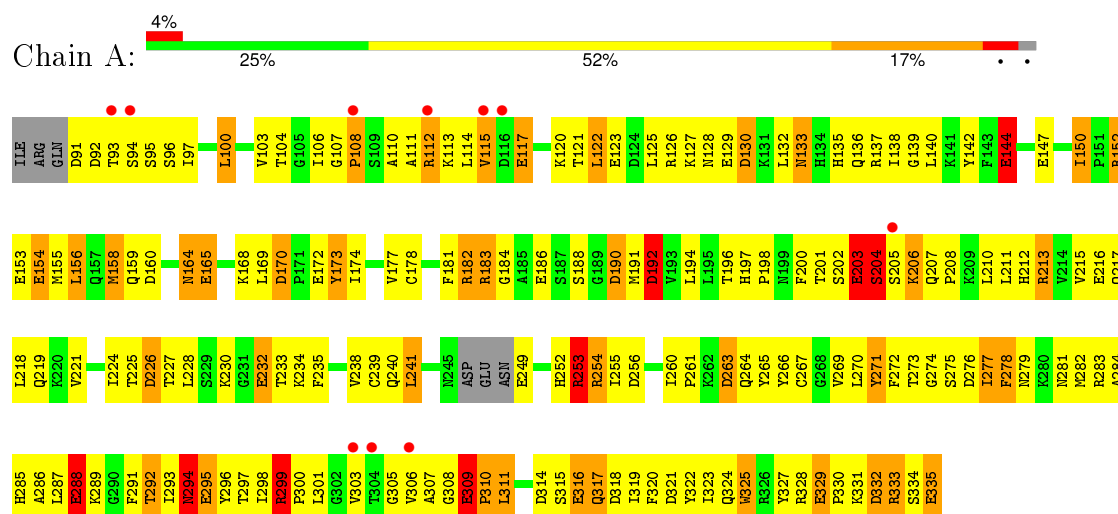 4%
Chain A:
25% 52% 17% • •
ILE ARG GLN D91 D92 T93 S94 S95 S96 I97 L100 V103 T104 G105 I106 G107 P108 S109 A110 A111 R112 K113 L114 V115 D116 E117 K120 T121 L122 E123 D124 L125 R126 K127 N128 E129 D130 K131 L132 N133 H134 H135 Q136 R137 I138 G139 L140 K141 Y142 F143 E144 E147 I150 P151 R152
E153 E154 M155 L156 Q157 M158 Q159 D160 N164 E165 K168 L169 D170 P171 E172 Y173 I174 V177 C178 F181 R182 R183 G184 A185 E186 S187 S188 G189 D190 M191 D192 V193 L194 L195 T196 H197 P198 N199 F200 T201 S202 E203 S204 S205 K206 Q207 P208 K209 L210 L211 H212 R213 V214 V215 E216 Q217
L218 Q219 K220 V221 I224 T225 D226 T227 L228 S229 K230 G231 E232 T233 K234 F235 V238 C239 Q240 L241 N245 ASP GLU ASN E249 H252 R253 R254 I255 D256 I260 P261 K262 D263 Q264 Y265 Y266 C267 G268 V269 L270 Y271 F272 T273 G274 S275 D276 I277 F278 N279 K280 N281 M282 R283 A284
H285 A286 L287 E288 K289 G290 F291 T292 I293 N294 E295 Y296 T297 I298 R299 P300 L301 G302 V303 T304 G305 V306 A307 G308 E309 P310 L311 D314 S315 E316 Q317 D318 I319 F320 D321 Y322 I323 Q324 W325 R326 Y327 R328 E329 P330 K331 D332 R333 S334 E335